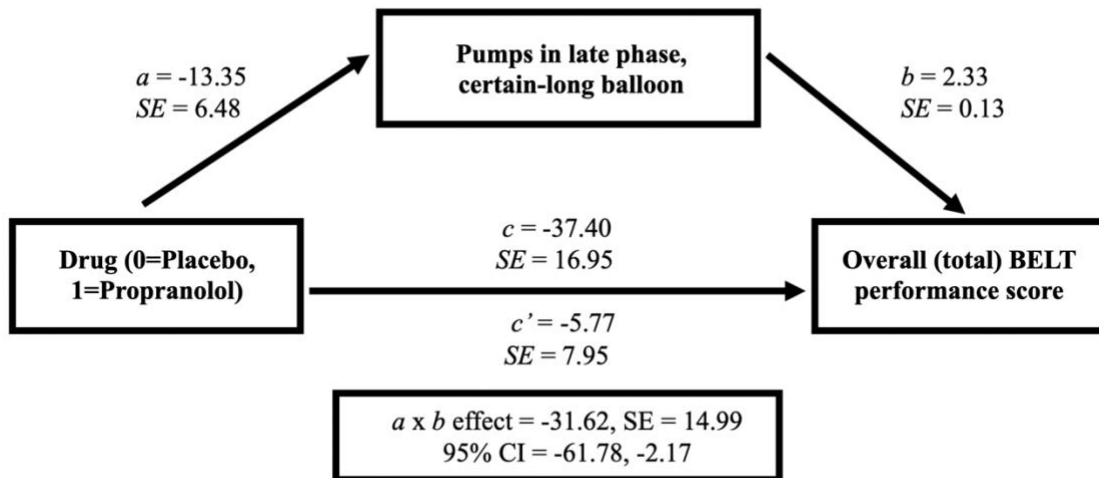 Pumps in late phase,
certain-long balloon
a = -13.35
SE = 6.48
b = 2.33
SE = 0.13
Drug (0=Placebo,
1=Propranolol)
c = -37.40
SE = 16.95
c’ = -5.77
SE = 7.95
Overall (total) BELT
performance score
a x b effect = -31.62, SE = 14.99
95% CI = -61.78, -2.17